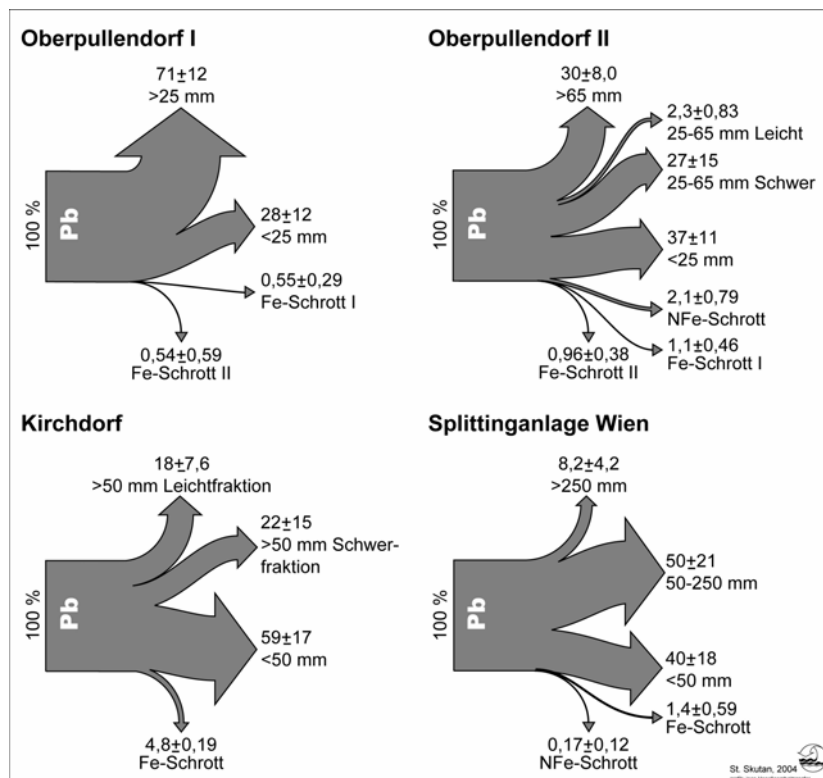 Oberpullendorf I
71±12
>25 mm
100 %
Pb
28±12
<25 mm
0,55±0,29
Fe-Schrott I
0,54±0,59
Fe-Schrott II
Oberpullendorf II
30±8,0
>65 mm
2,3±0,83
25-65 mm Leicht
27±15
25-65 mm Schwer
100 %
Pb
37±11
<25 mm
2,1±0,79
NFe-Schrott
1,1±0,46
Fe-Schrott I
0,96±0,38
Fe-Schrott II
Kirchdorf
18±7,6
>50 mm Leichtfraktion
22±15
>50 mm Schwer-
fraktion
100 %
Pb
59±17
<50 mm
4,8±0,19
Fe-Schrott
Splittinganlage Wien
8,2±4,2
>250 mm
50±21
50-250 mm
100 %
Pb
40±18
<50 mm
1,4±0,59
Fe-Schrott
0,17±0,12
NFe-Schrott
St. Skutan, 2004